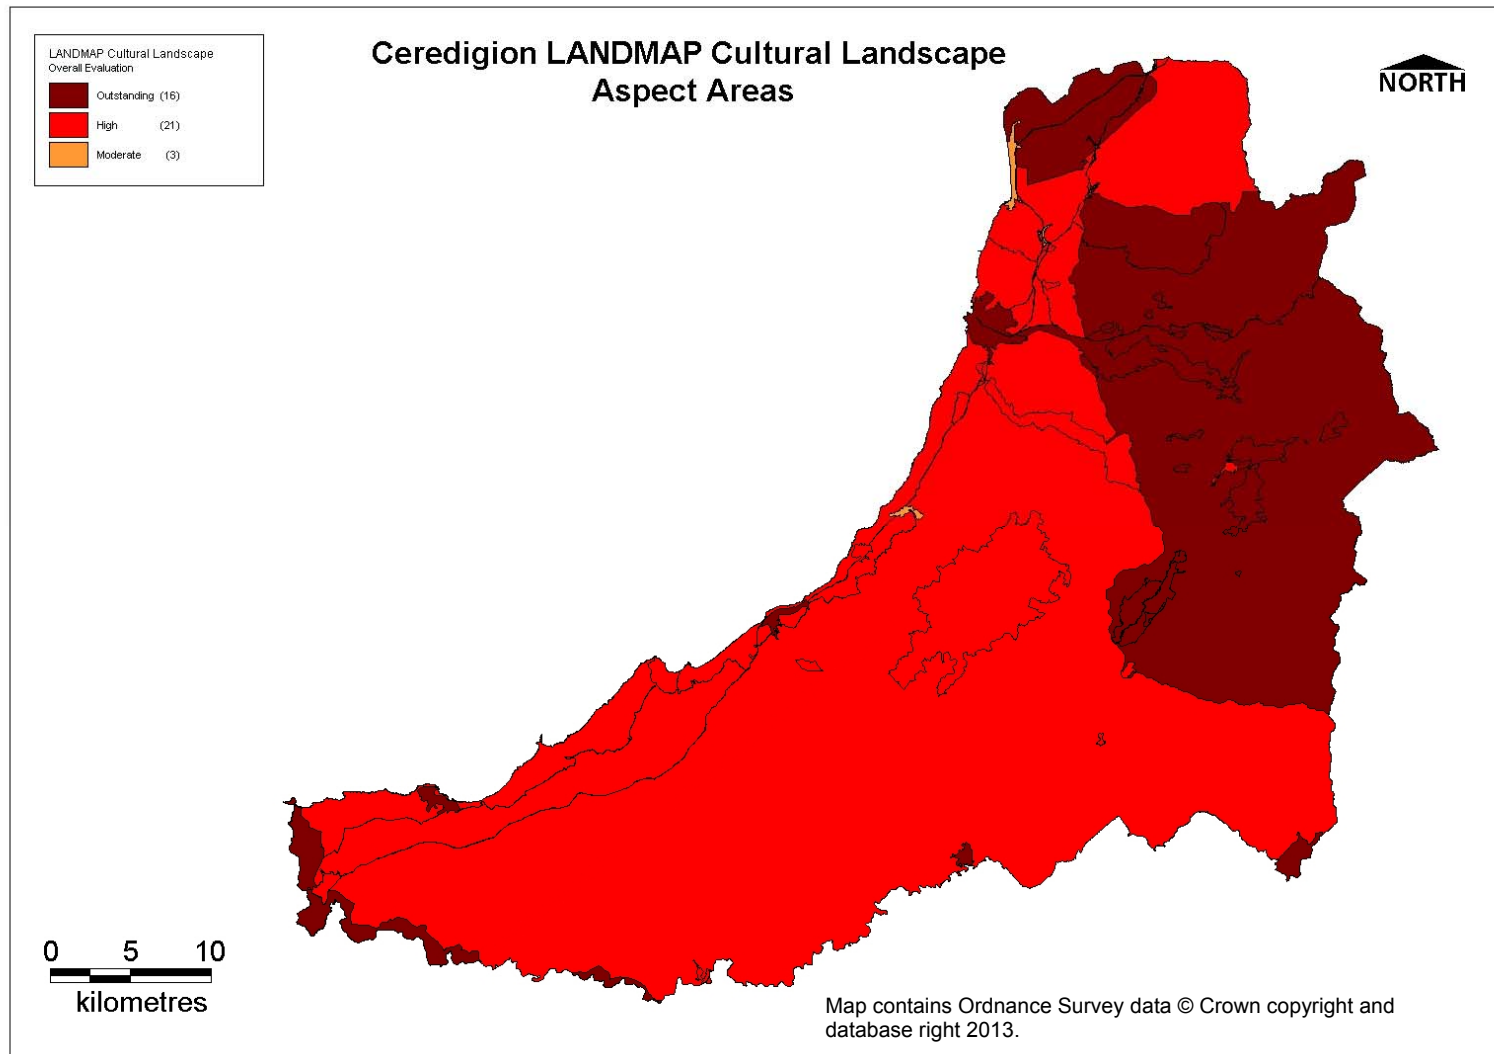 LANDMAP Cultural Landscape
Overall Evaluation
Outstanding (16)
High (21)
Moderate (3)
Ceredigion LANDMAP Cultural Landscape
Aspect Areas
NORTH
0 5 10
kilometres
Map contains Ordnance Survey data © Crown copyright and
database right 2013.